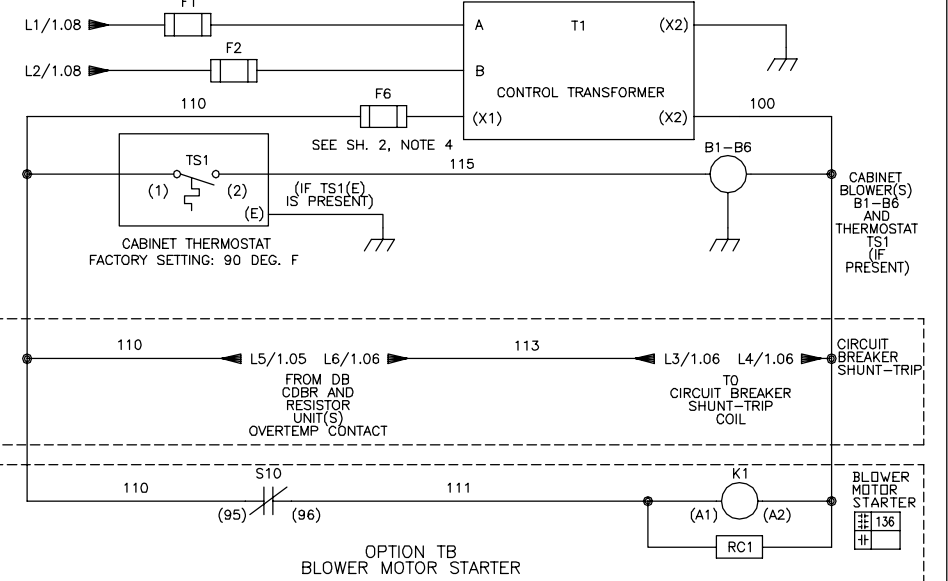 F1
L1/1.08
A
T1
(X2)
F2
L2/1.08
B
CONTROL TRANSFORMER
110
F6
(X1)
(X2)
100
SEE SH. 2, NOTE 4
B1-B6
TS1
115
(1)
(2)
(IF TS1(E)
IS PRESENT)
(E)
CABINET THERMOSTAT
FACTORY SETTING: 90 DEG. F
CABINET
BLOWER(S)
B1-B6
AND
THERMOSTAT
TS1
(IF
PRESENT)
110
L5/1.05
L6/1.06
113
L3/1.06
L4/1.06
CIRCUIT
BREAKER
SHUNT-TRIP
FROM DB
CDBR AND
RESISTOR
UNIT(S)
OVERTEMP CONTACT
TO
CIRCUIT BREAKER
SHUNT-TRIP
COIL
S10
K1
110
111
(95)
(96)
(A1)
(A2)
BLOWER
MOTOR
STARTER
136
RC1
OPTION TB
BLOWER MOTOR STARTER